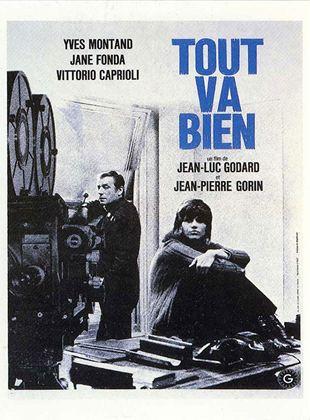 YVES MONTAND
JANE FONDA
VITTORIO CAPRIOLI
TOUT
VA
BIEN
un film de
JEAN-LUC GODARD
et
JEAN-PIERRE GORIN
G